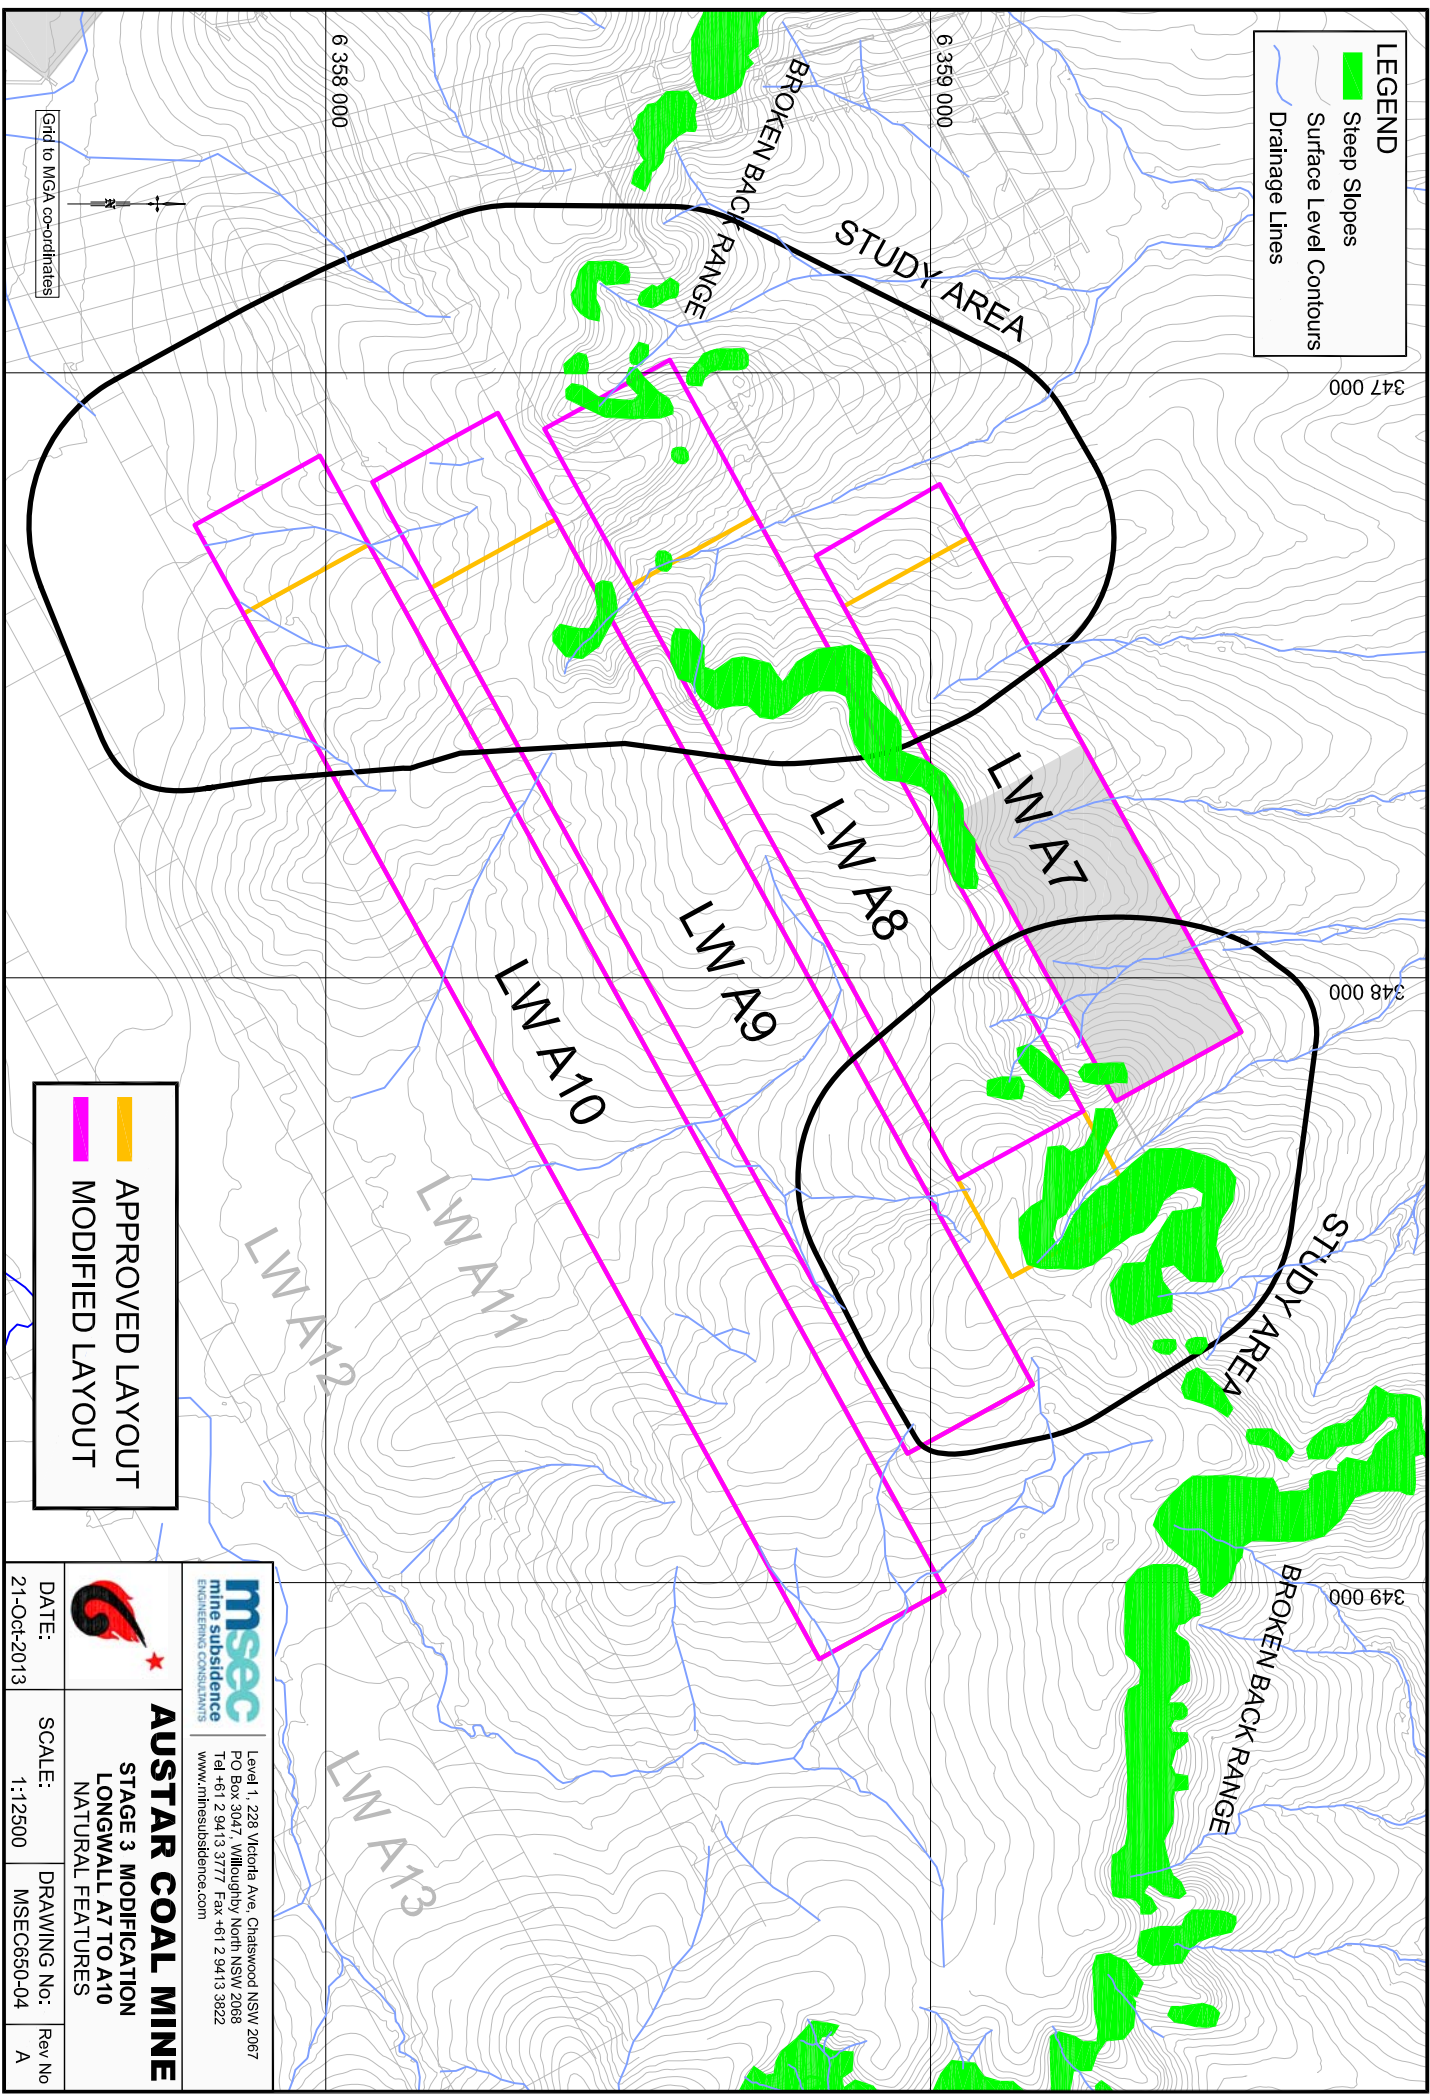 LEGEND
Steep Slopes
Surface Level Contours
Drainage Lines
347 000
348 000
349 000
6 359 000
6 358 000
BROKEN BACK RANGE
STUDY AREA
STUDY AREA
BROKEN BACK RANGE
LW A7
LW A8
LW A9
LW A10
LW A11
LW A12
LW A13
N
Grid to MGA co-ordinates
APPROVED LAYOUT
MODIFIED LAYOUT
msec
mine subsidence
ENGINEERING CONSULTANTS
Level 1, 228 Victoria Ave, Chatswood NSW 2067
PO Box 3047, Willoughby North NSW 2068
Tel +61 2 9413 3777 Fax +61 2 9413 3822
www.minesubsidence.com
AUSTAR COAL MINE
STAGE 3 MODIFICATION
LONGWALL A7 TO A10
NATURAL FEATURES
DATE:
21-Oct-2013
SCALE:
1:12500
DRAWING No:
MSEC650-04
Rev No
A